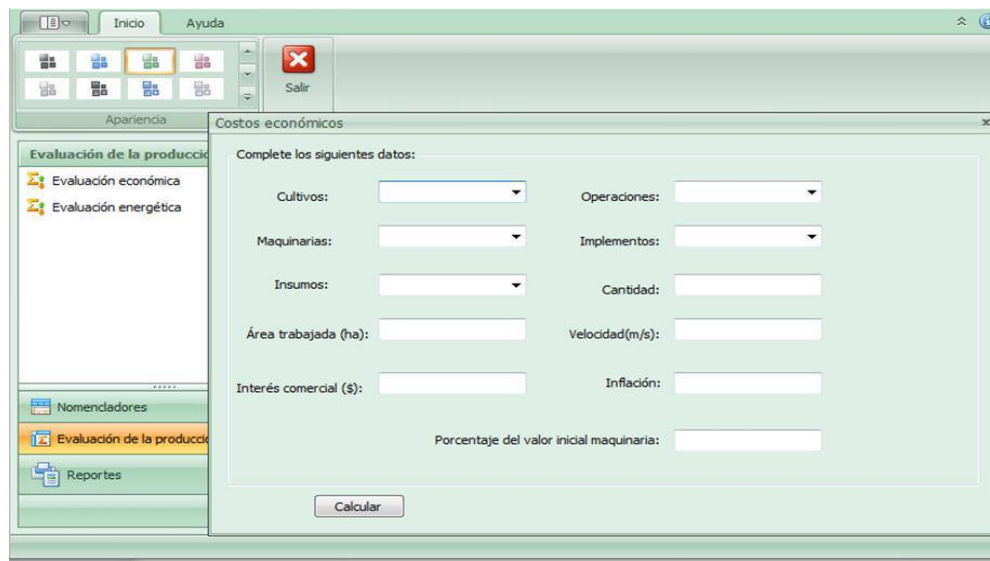 Inicio Ayuda
Salir
Apariencia
Costos económicos
Evaluación de la producció
Evaluación económica
Evaluación energética
Complete los siguientes datos:
Cultivos: Operaciones:
Maquinarias: Implementos:
Insumos: Cantidad:
Área trabajada (ha): Velocidad(m/s):
Interés comercial ($): Inflación:
Porcentaje del valor inicial maquinaria:
Nomencladores
Evaluación de la producció
Reportes
Calcular